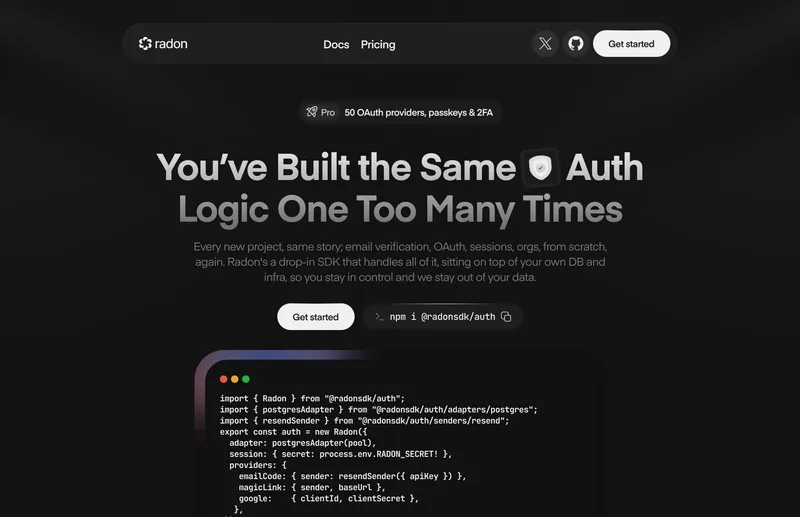 radon
Docs Pricing
Get started
Pro 50 OAuth providers, passkeys & 2FA
You’ve Built the Same Auth
Logic One Too Many Times
Every new project, same story; email verification, OAuth, sessions, orgs, from scratch,
again. Radon's a drop-in SDK that handles all of it, sitting on top of your own DB and
infra, so you stay in control and we stay out of your data.
Get started
>_ npm i @radonsdk/auth
import { Radon } from "@radonsdk/auth";
import { postgresAdapter } from "@radonsdk/auth/adapters/postgres";
import { resendSender } from "@radonsdk/auth/senders/resend";
export const auth = new Radon({
  adapter: postgresAdapter(pool),
  session: { secret: process.env.RADON_SECRET! },
  providers: {
    emailCode: { sender: resendSender({ apiKey }) },
    magicLink: { sender, baseUrl },
    google:    { clientId, clientSecret },
   },